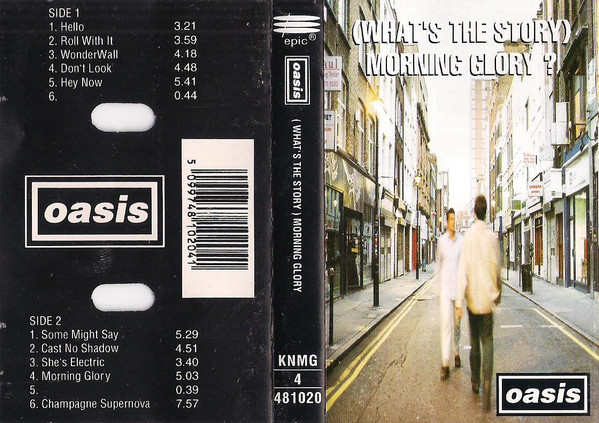 SIDE 1
1. Hello 3.21
2. Roll With It 3.59
3. WonderWall 4.18
4. Don't Look 4.48
5. Hey Now 5.41
6. 0.44
oasis
5 099748 102041
SIDE 2
1. Some Might Say 5.29
2. Cast No Shadow 4.51
3. She's Electric 3.40
4. Morning Glory 5.03
5. 0.39
6. Champagne Supernova 7.57
epic®
oasis
( WHAT'S THE STORY ) MORNING GLORY
KNMG
4
481020
(WHAT'S THE STORY)
MORNING GLORY ?
oasis